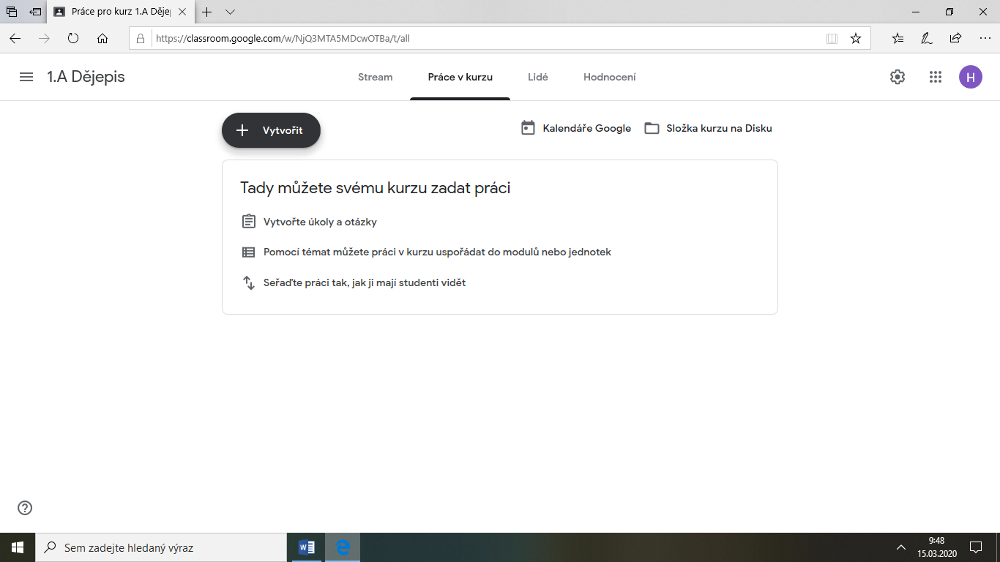 Práce pro kurz 1.A Děje
https://classroom.google.com/w/NjQ3MTA5MDcwOTBa/t/all
1.A Dějepis
Stream
Práce v kurzu
Lidé
Hodnocení
H
Vytvořit
Kalendáře Google
Složka kurzu na Disku
Tady můžete svému kurzu zadat práci
Vytvořte úkoly a otázky
Pomocí témat můžete práci v kurzu uspořádat do modulů nebo jednotek
Seřaďte práci tak, jak ji mají studenti vidět
Sem zadejte hledaný výraz
W
9:48
15.03.2020